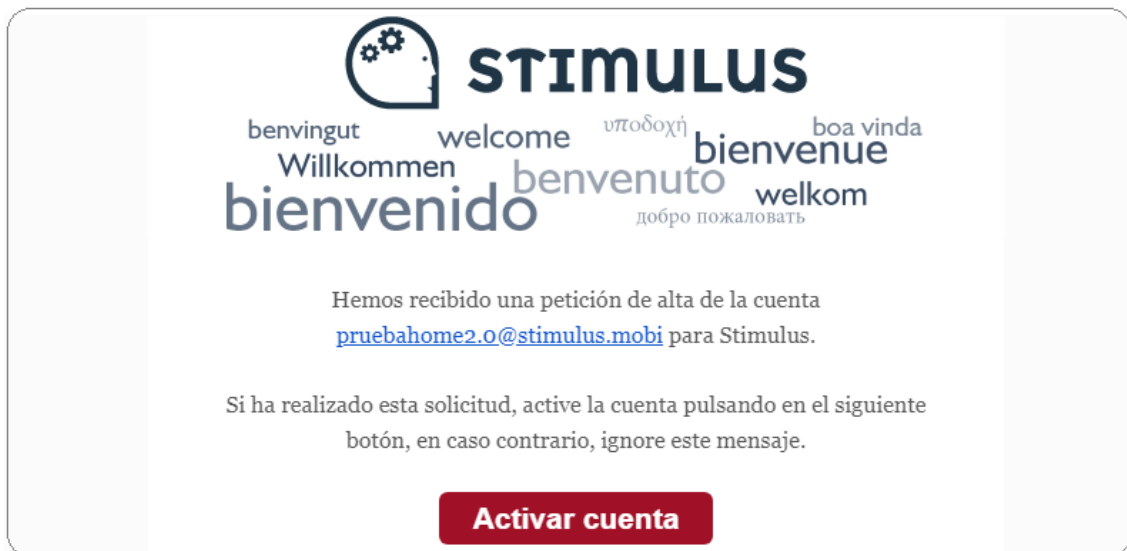 STIMULUS
benvingut welcome υποδοχή boa vinda
Willkommen bienvenue
bienvenido benvenuto welkom
добро пожаловать
Hemos recibido una petición de alta de la cuenta
pruebahome2.0@stimulus.mobi para Stimulus.
Si ha realizado esta solicitud, active la cuenta pulsando en el siguiente
botón, en caso contrario, ignore este mensaje.
Activar cuenta